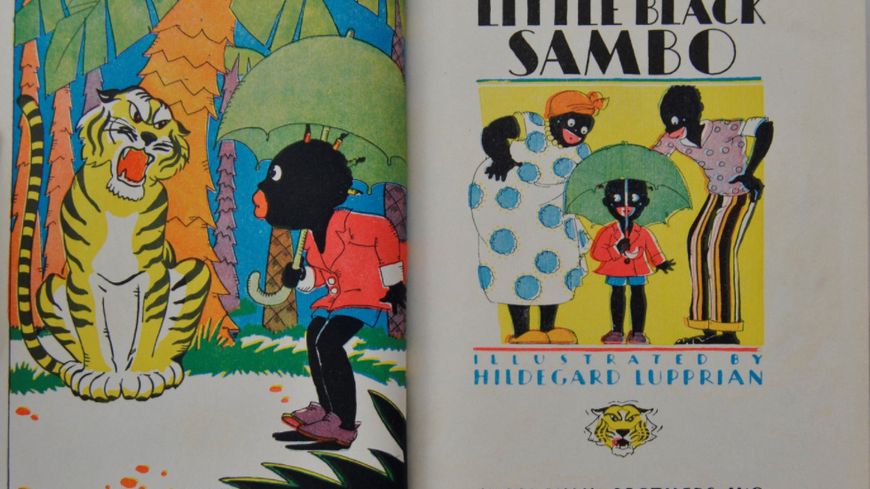 LITTLE BLACK
SAMBO
ILLUSTRATED BY
HILDEGARD LUPPRIAN